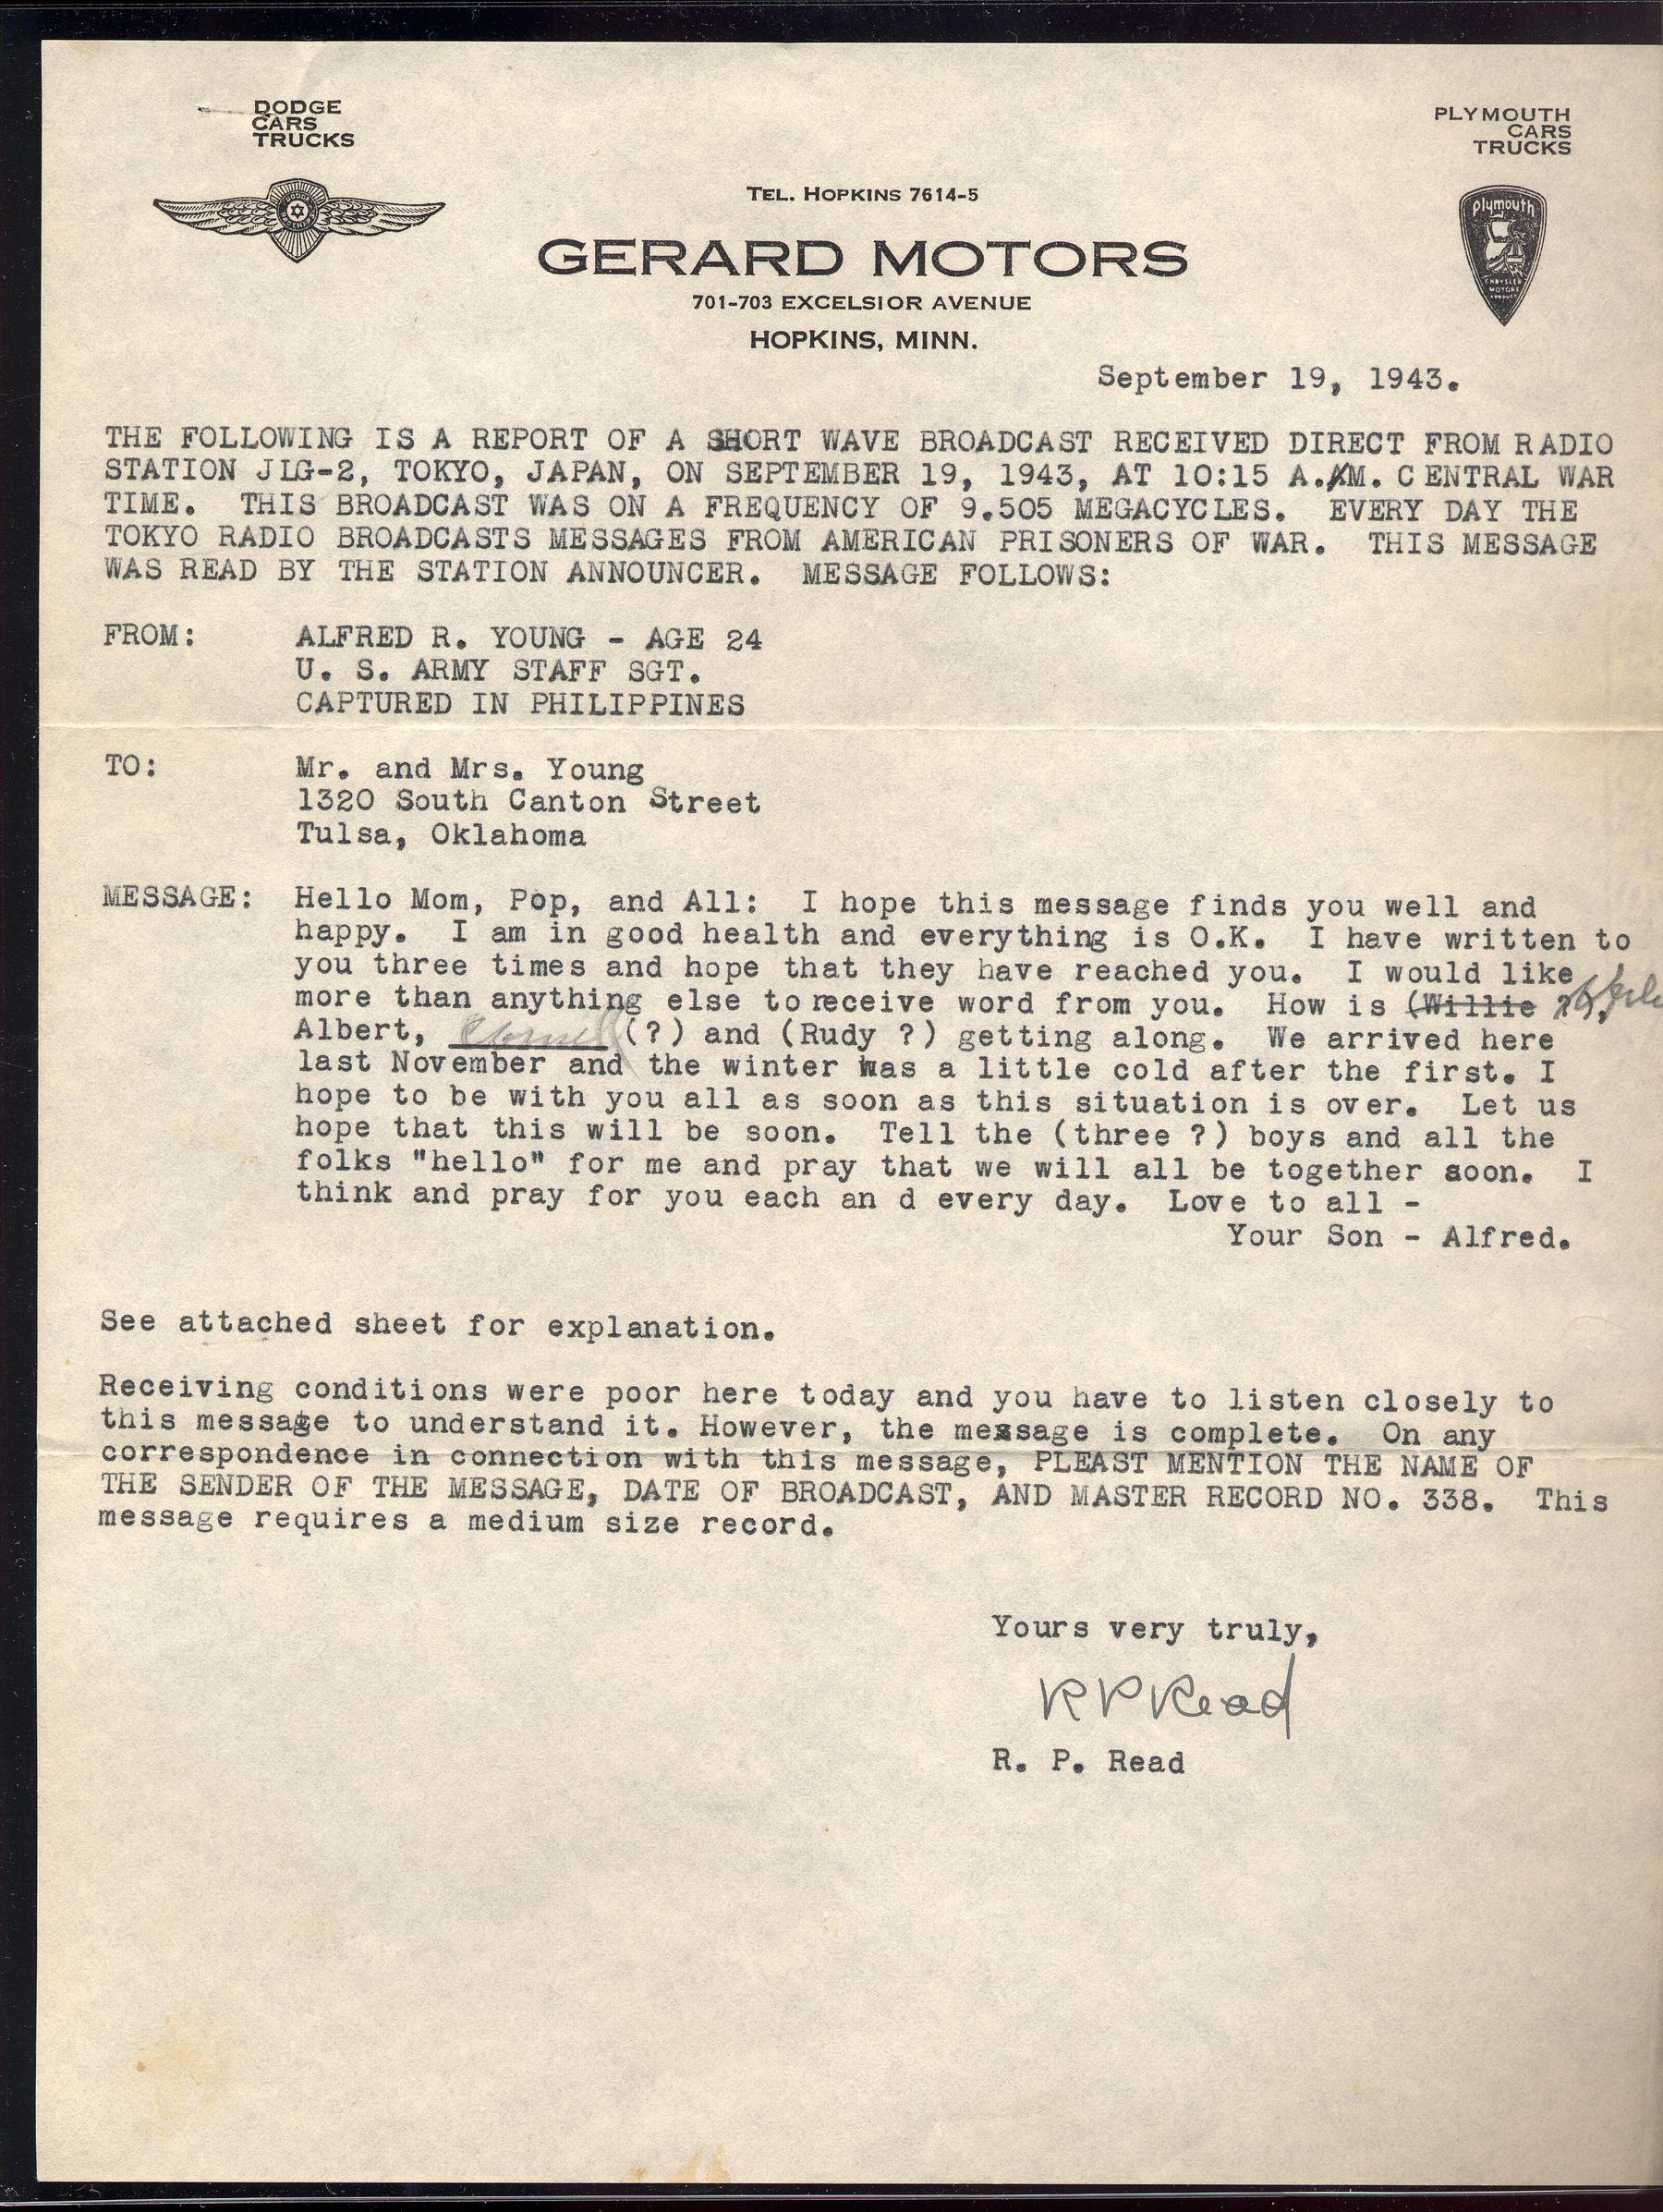 DODGE
CARS
TRUCKS
PLYMOUTH
CARS
TRUCKS
TEL. HOPKINS 7614-5
Plymouth
CHRYSLER
MOTORS
PRODUCT
GERARD MOTORS
701-703 EXCELSIOR AVENUE
HOPKINS, MINN.
September 19, 1943.
THE FOLLOWING IS A REPORT OF A SHORT WAVE BROADCAST RECEIVED DIRECT FROM RADIO
STATION JLG-2, TOKYO, JAPAN, ON SEPTEMBER 19, 1943, AT 10:15 A.M. CENTRAL WAR
TIME. THIS BROADCAST WAS ON A FREQUENCY OF 9.505 MEGACYCLES. EVERY DAY THE
TOKYO RADIO BROADCASTS MESSAGES FROM AMERICAN PRISONERS OF WAR. THIS MESSAGE
WAS READ BY THE STATION ANNOUNCER. MESSAGE FOLLOWS:
FROM: ALFRED R. YOUNG - AGE 24
U. S. ARMY STAFF SGT.
CAPTURED IN PHILIPPINES
TO: Mr. and Mrs. Young
1320 South Canton Street
Tulsa, Oklahoma
MESSAGE: Hello Mom, Pop, and All: I hope this message finds you well and
happy. I am in good health and everything is O.K. I have written to
you three times and hope that they have reached you. I would like
more than anything else to receive word from you. How is (Willie
Albert, (?) and (Rudy ?) getting along. We arrived here
last November and the winter was a little cold after the first. I
hope to be with you all as soon as this situation is over. Let us
hope that this will be soon. Tell the (three ?) boys and all the
folks "hello" for me and pray that we will all be together soon. I
think and pray for you each an d every day. Love to all -
Your Son - Alfred.
See attached sheet for explanation.
Receiving conditions were poor here today and you have to listen closely to
this message to understand it. However, the message is complete. On any
correspondence in connection with this message, PLEAST MENTION THE NAME OF
THE SENDER OF THE MESSAGE, DATE OF BROADCAST, AND MASTER RECORD NO. 338. This
message requires a medium size record.
Yours very truly,
R P Read
R. P. Read